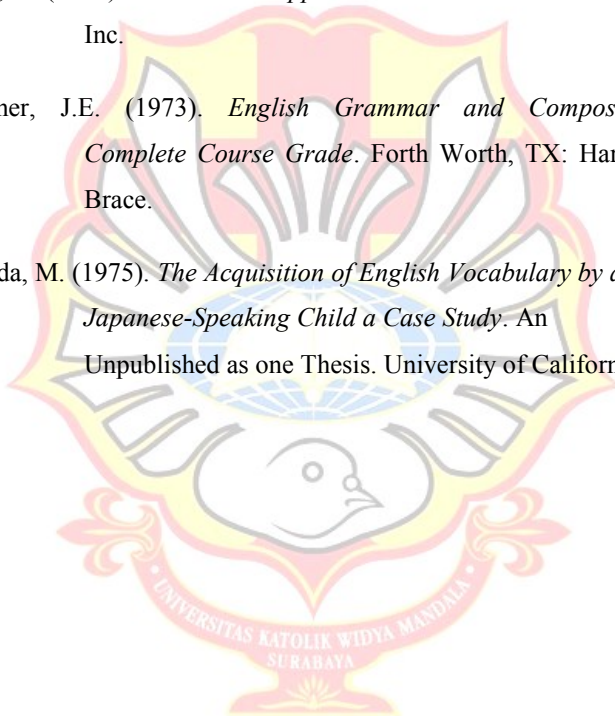 Inc.
ner, J.E. (1973). English Grammar and Compos
Complete Course Grade. Forth Worth, TX: Har
Brace.
da, M. (1975). The Acquisition of English Vocabulary by a
Japanese-Speaking Child a Case Study. An
Unpublished as one Thesis. University of Californ
UNIVERSITAS KATOLIK WIDYA MANDALA
SURABAYA